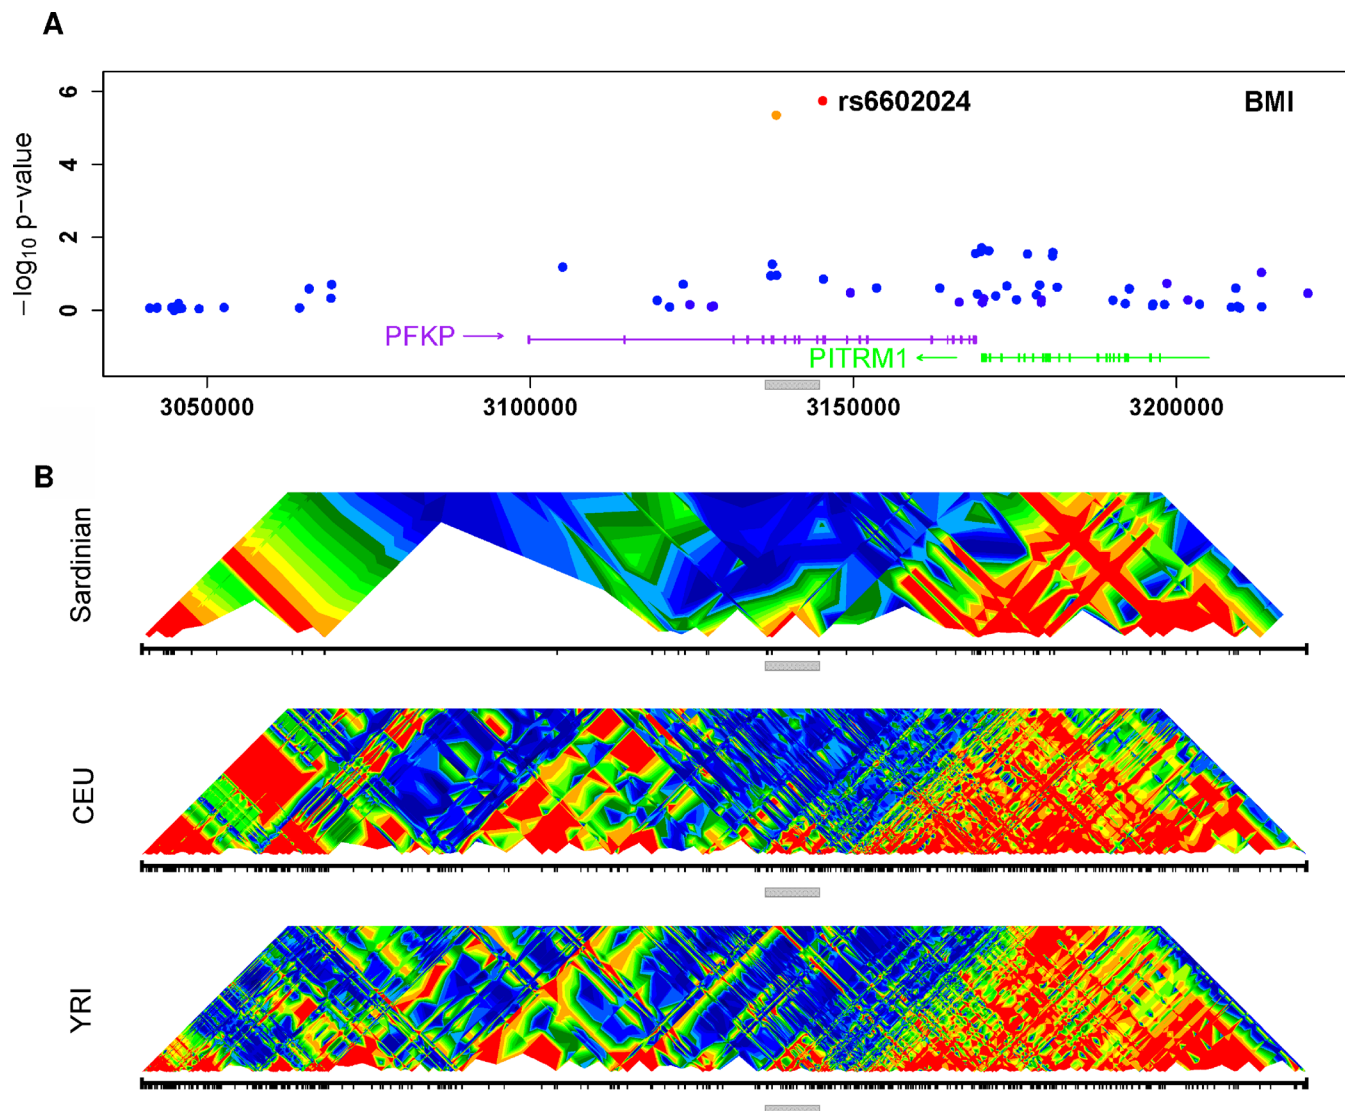 A
6
rs6602024
BMI
4
2
0
−log10 p−value
PFKP
PITRM1
3050000
3100000
3150000
3200000
B
Sardinian
CEU
YRI